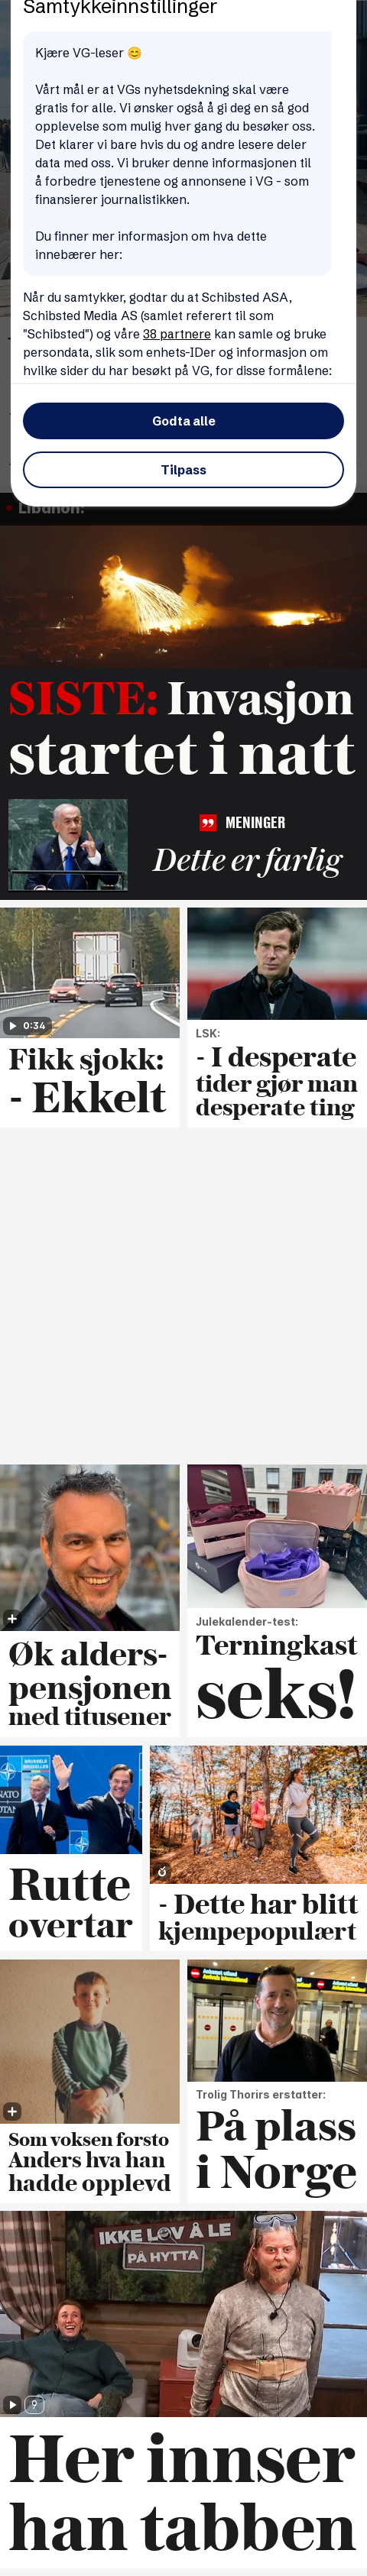 Samtykkeinnstillinger
Kjære VG-leser 😊
Vårt mål er at VGs nyhetsdekning skal være
gratis for alle. Vi ønsker også å gi deg en så god
opplevelse som mulig hver gang du besøker oss.
Det klarer vi bare hvis du og andre lesere deler
data med oss. Vi bruker denne informasjonen til
å forbedre tjenestene og annonsene i VG - som
finansierer journalistikken.
Du finner mer informasjon om hva dette
innebærer her:
Når du samtykker, godtar du at Schibsted ASA,
Schibsted Media AS (samlet referert til som
"Schibsted") og våre 38 partnere kan samle og bruke
persondata, slik som enhets-IDer og informasjon om
hvilke sider du har besøkt på VG, for disse formålene:
Godta alle
Tilpass
Libanon:
SISTE: Invasjon
startet i natt
MENINGER
Dette er farlig
0:34
Fikk sjokk:
- Ekkelt
LSK:
- I desperate
tider gjør man
desperate ting
Øk alders-
pensjonen
med titusener
Julekalender-test:
Terningkast
seks!
NATO
OTAN
Rutte
overtar
- Dette har blitt
kjempepopulært
Som voksen forsto
Anders hva han
hadde opplevd
Ankomst utland
Arrivals International
Trolig Thorirs erstatter:
På plass
i Norge
IKKE LOV Å LE
PÅ HYTTA
Her innser
han tabben